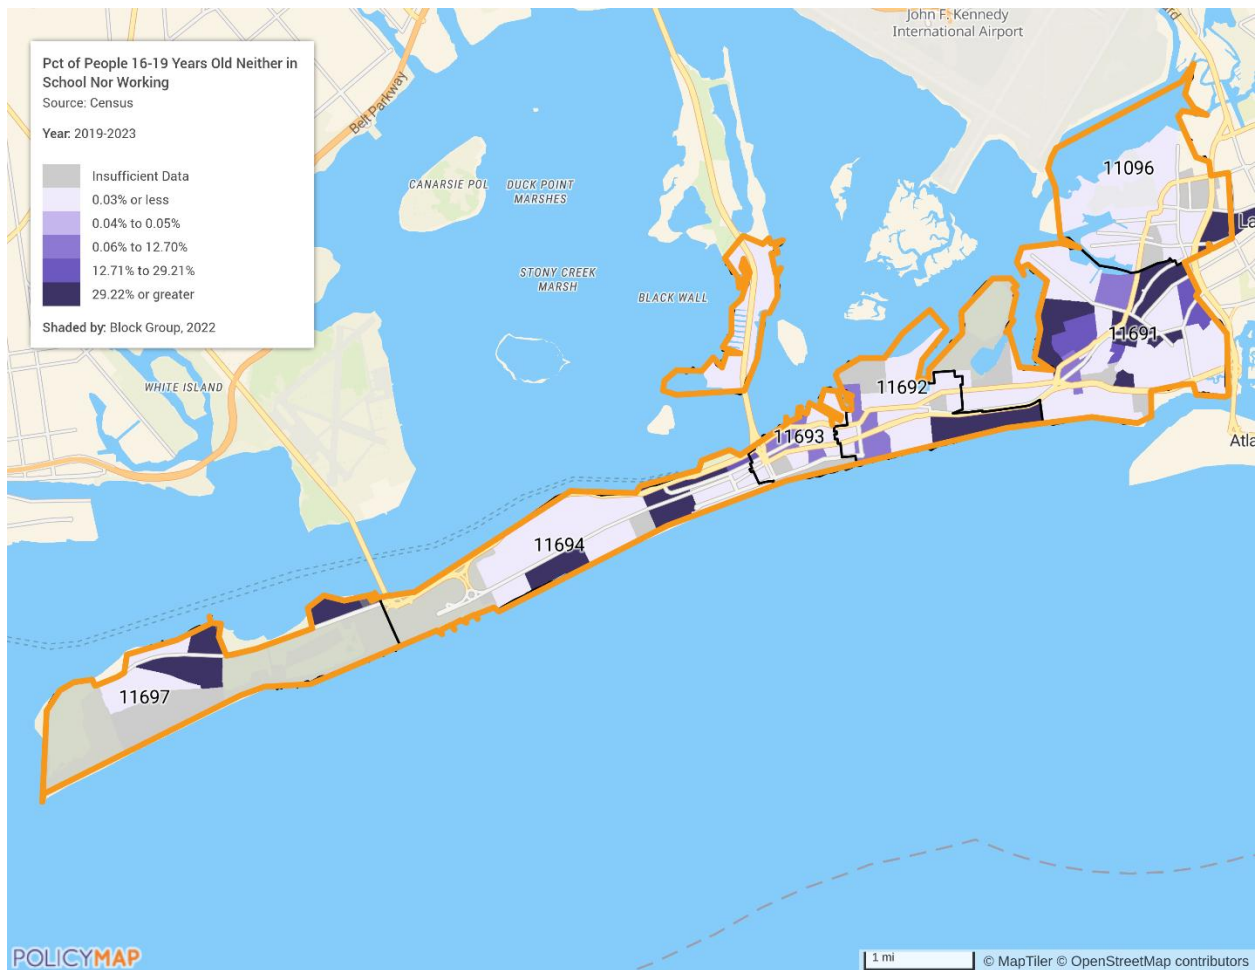 Pct of People 16-19 Years Old Neither in
School Nor Working
Source: Census
Year: 2019-2023
Insufficient Data
0.03% or less
0.04% to 0.05%
0.06% to 12.70%
12.71% to 29.21%
29.22% or greater
Shaded by: Block Group, 2022
John F. Kennedy
International Airport
Belt Parkway
CANARSIE POL
DUCK POINT
MARSHES
STONY CREEK
MARSH
BLACK WALL
WHITE ISLAND
11096
La
11691
11692
11693
Atla
11694
11697
POLICYMAP
1 mi
© MapTiler © OpenStreetMap contributors